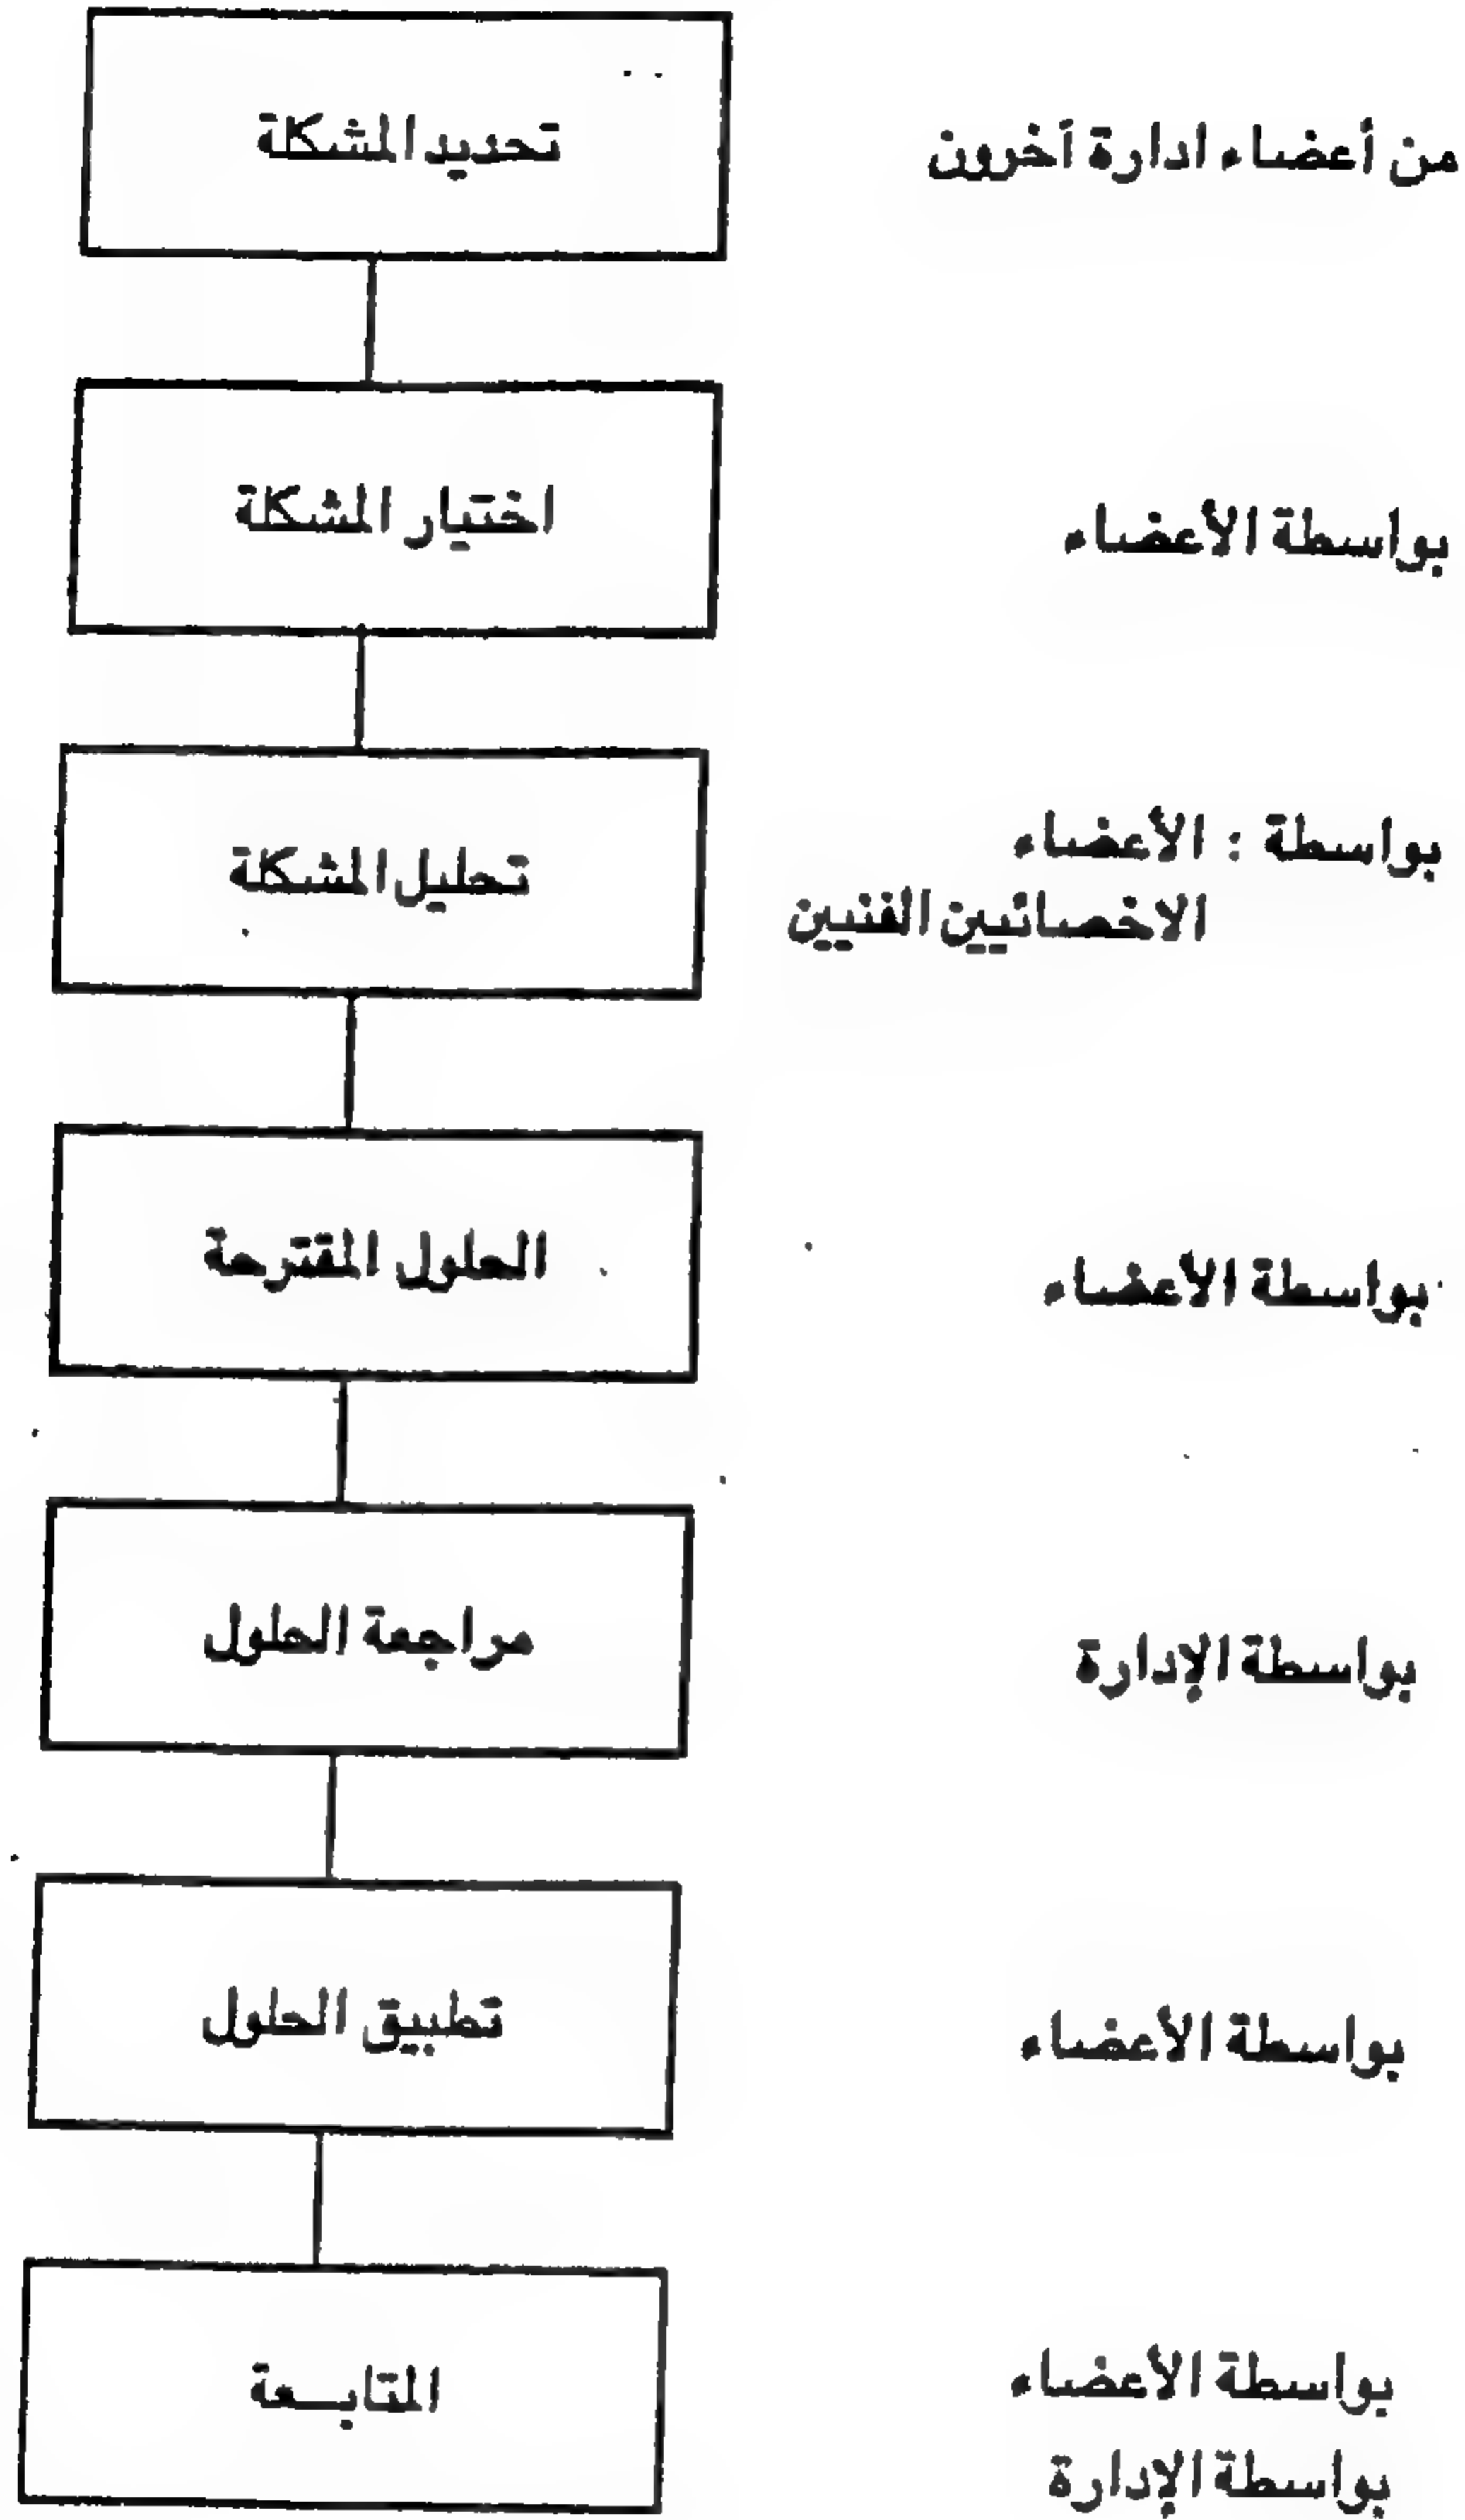 من أعضاء ادارة آخرون
تحديد المشكلة
بواسطة الأعضاء
اختيار المشكلة
بواسطة : الأعضاء
الاخصائيين الفنيين
تحليل المشكلة
بواسطة الأعضاء
الحلول المقترحة
بواسطة الإدارة
مراجعة الحلول
بواسطة الأعضاء
تطبيق الحلول
بواسطة الأعضاء
بواسطة الإدارة
المتابعة